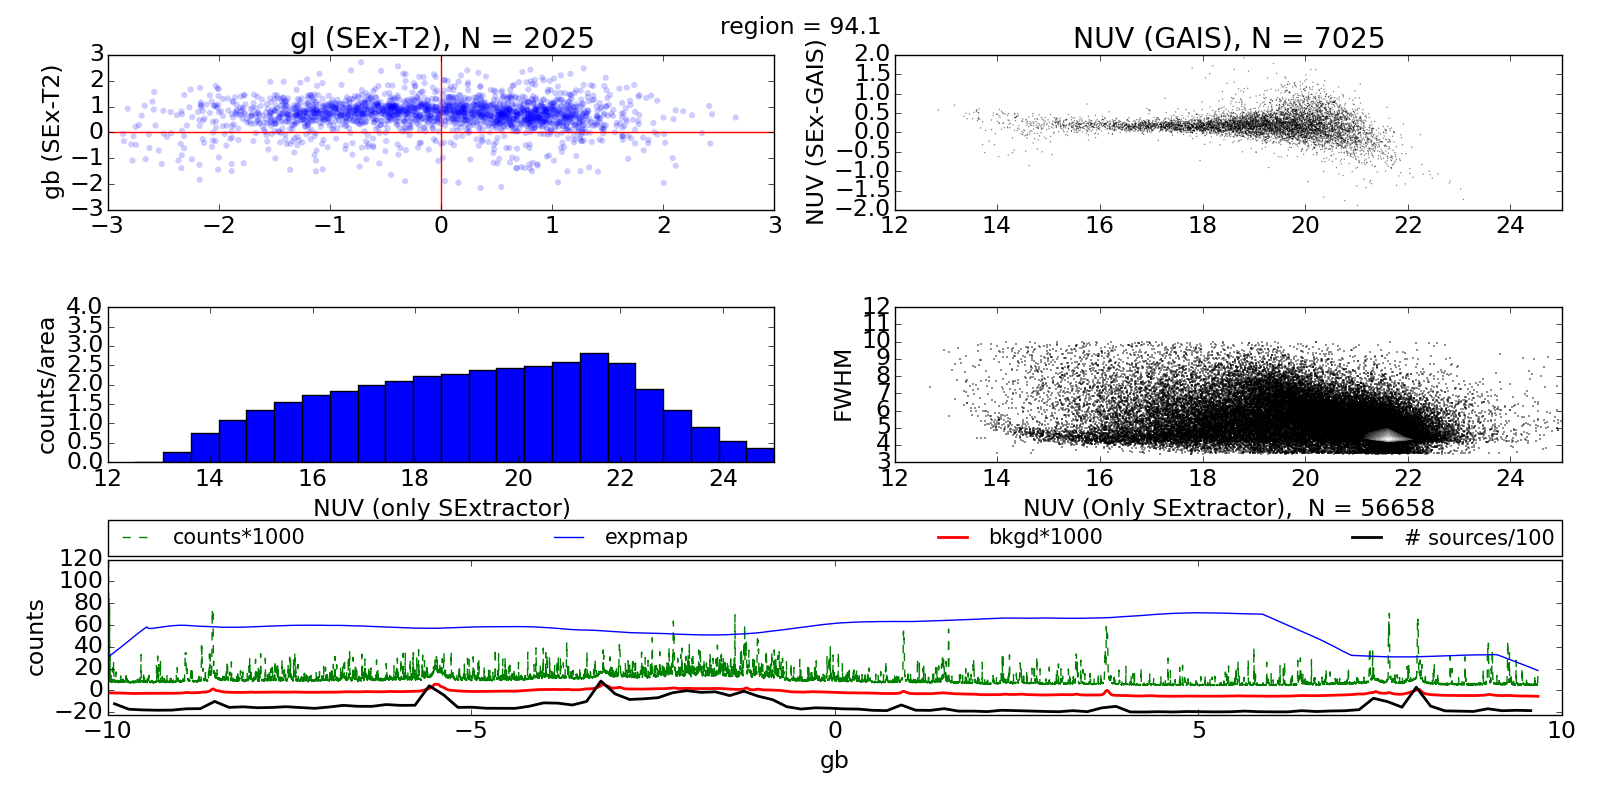 region = 94.1
gl (SEx-T2), N = 2025
NUV (GAIS), N = 7025
gb (SEx-T2)
3
2
1
0
−1
−2
−3
−3 −2 −1 0 1 2 3
NUV (SEx-GAIS)
2.0
1.5
1.0
0.5
0.0
−0.5
−1.0
−1.5
−2.0
12 14 16 18 20 22 24
counts/area
4.0
3.5
3.0
2.5
2.0
1.5
1.0
0.5
0.0
12 14 16 18 20 22 24
NUV (only SExtractor)
FWHM
12
11
10
9
8
7
6
5
4
3
12 14 16 18 20 22 24
NUV (Only SExtractor),  N = 56658
counts*1000 expmap bkgd*1000 # sources/100
counts
120
100
80
60
40
20
0
−20
−10 −5 0 5 10
gb